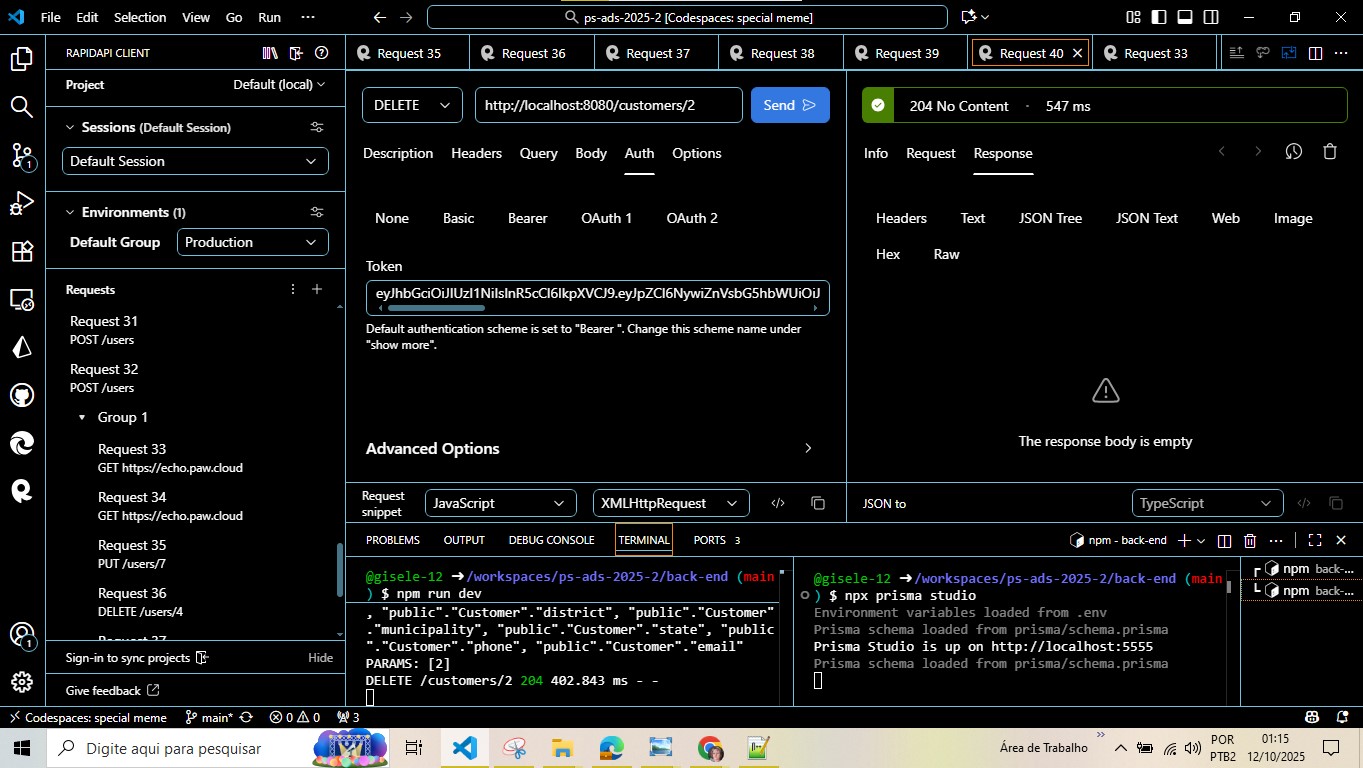 File Edit Selection View Go Run ···
ps-ads-2025-2 [Codespaces: special meme]
RAPIDAPI CLIENT
Project
Default (local)
Sessions (Default Session)
Default Session
Environments (1)
Default Group
Production
Requests
Request 31
POST /users
Request 32
POST /users
Group 1
Request 33
GET https://echo.paw.cloud
Request 34
GET https://echo.paw.cloud
Request 35
PUT /users/7
Request 36
DELETE /users/4
Request 37
Sign-in to sync projects
Hide
Give feedback
Request 35
Request 36
Request 37
Request 38
Request 39
Request 40
Request 33
DELETE
http://localhost:8080/customers/2
Send
Description Headers Query Body Auth Options
None Basic Bearer OAuth 1 OAuth 2
Token
eyJhbGciOiJIUzI1NiIsInR5cCI6IkpXVCJ9.eyJpZCI6NywiZnVsbG5hbWUiOiJ
Default authentication scheme is set to "Bearer ". Change this scheme name under
"show more".
Advanced Options
Request
snippet
JavaScript
XMLHttpRequest
204 No Content · 547 ms
Info Request Response
Headers Text JSON Tree JSON Text Web Image
Hex Raw
The response body is empty
JSON to
TypeScript
PROBLEMS OUTPUT DEBUG CONSOLE TERMINAL PORTS 3
npm - back-end
@gisele-12 ➜/workspaces/ps-ads-2025-2/back-end (main
) $ npm run dev
, "public"."Customer"."district", "public"."Customer"
."municipality", "public"."Customer"."state", "public
"."Customer"."phone", "public"."Customer"."email"
PARAMS: [2]
DELETE /customers/2 204 402.843 ms - -
@gisele-12 ➜/workspaces/ps-ads-2025-2/back-end (main
) $ npx prisma studio
Environment variables loaded from .env
Prisma schema loaded from prisma/schema.prisma
Prisma Studio is up on http://localhost:5555
Prisma schema loaded from prisma/schema.prisma
npm back-...
npm back-...
Codespaces: special meme
main*
0 0
3
Digite aqui para pesquisar
Área de Trabalho
POR
PTB2
01:15
12/10/2025